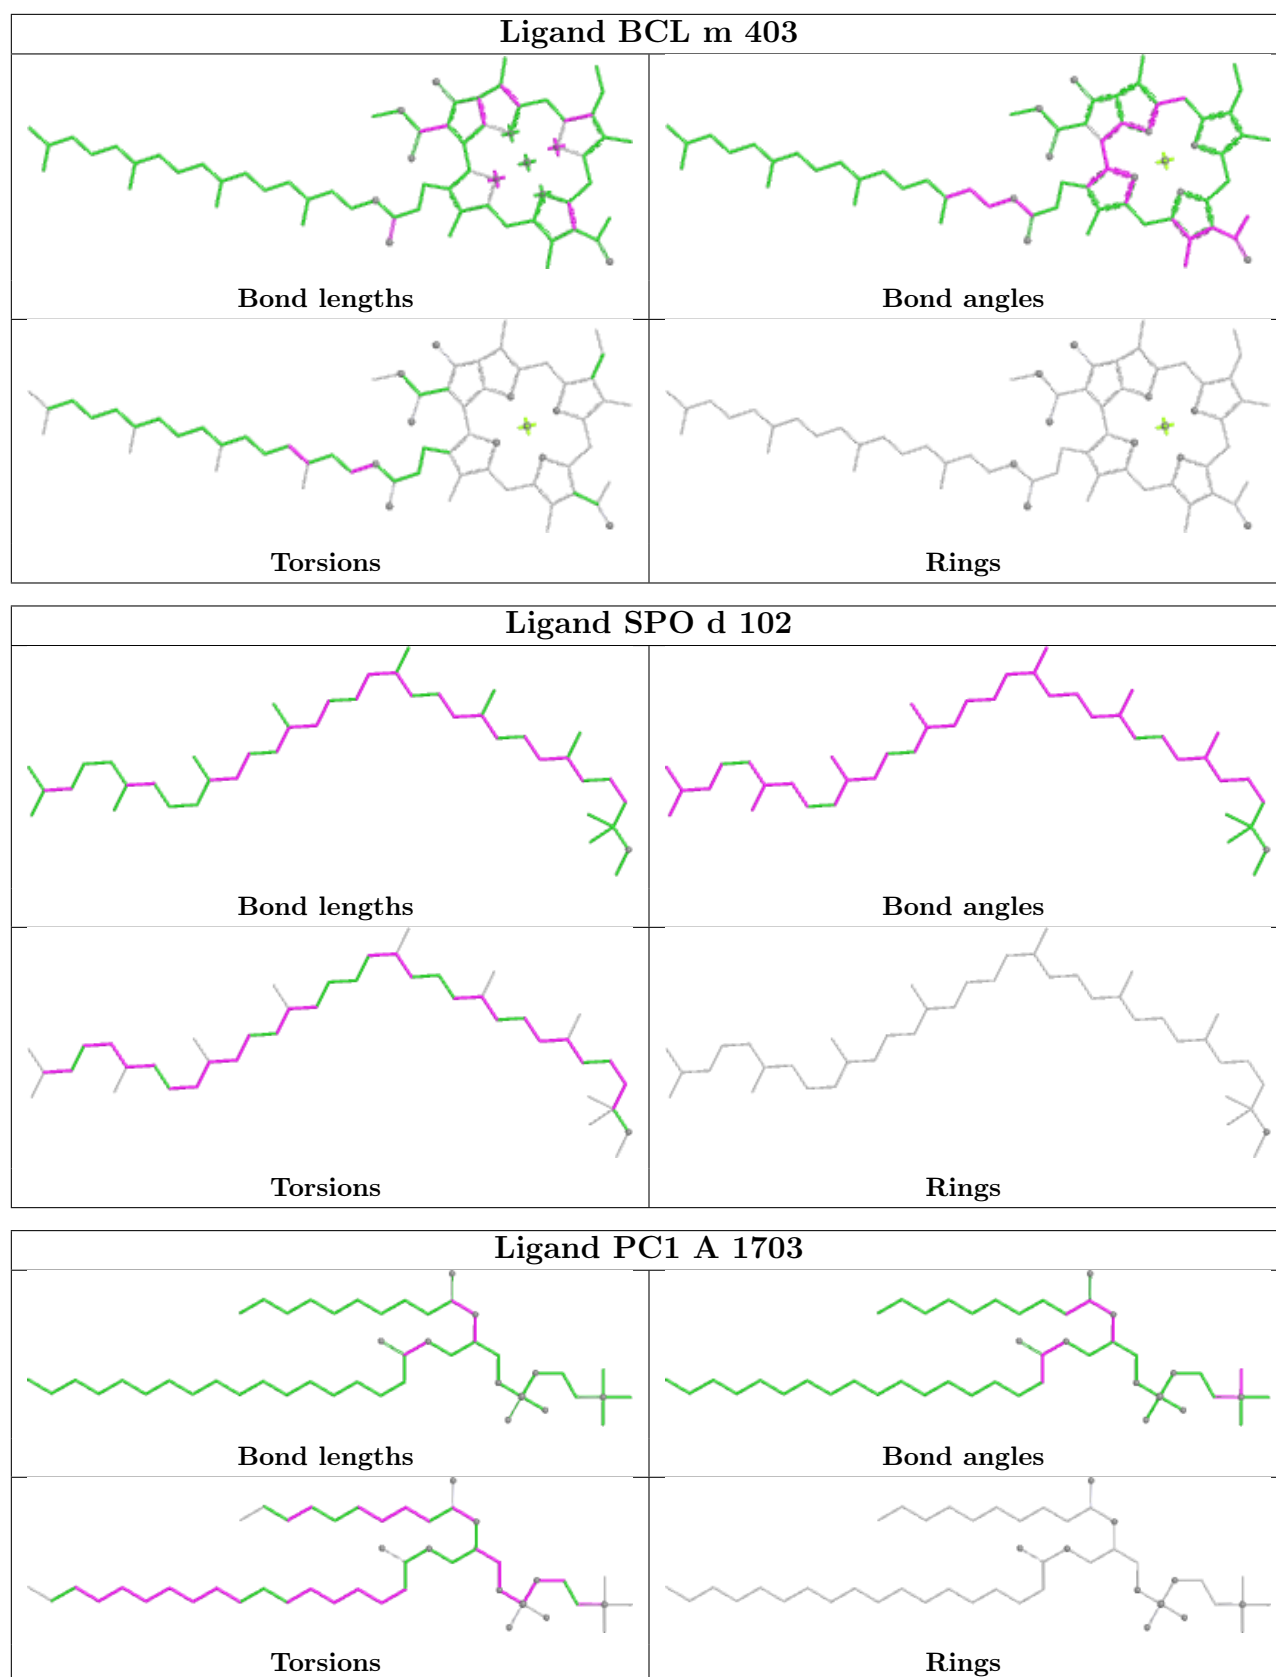 Ligand BCL m 403
Bond lengths
Bond angles
Torsions
Rings
Ligand SPO d 102
Bond lengths
Bond angles
Torsions
Rings
Ligand PC1 A 1703
Bond lengths
Bond angles
Torsions
Rings